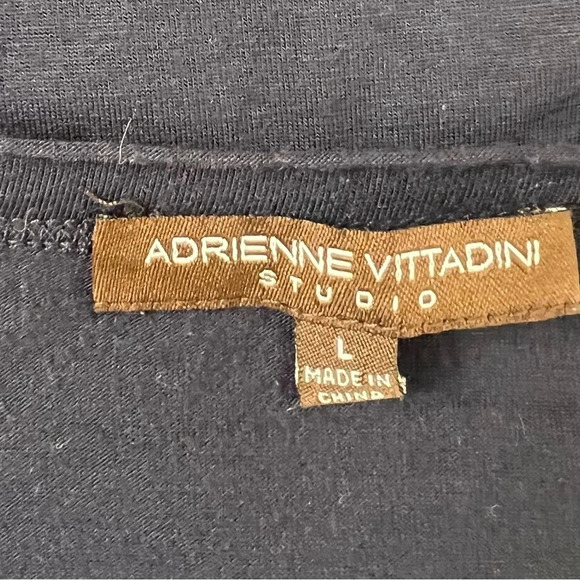 ADRIENNE VITTADINI
STUDIO
L
MADE IN
CHINA